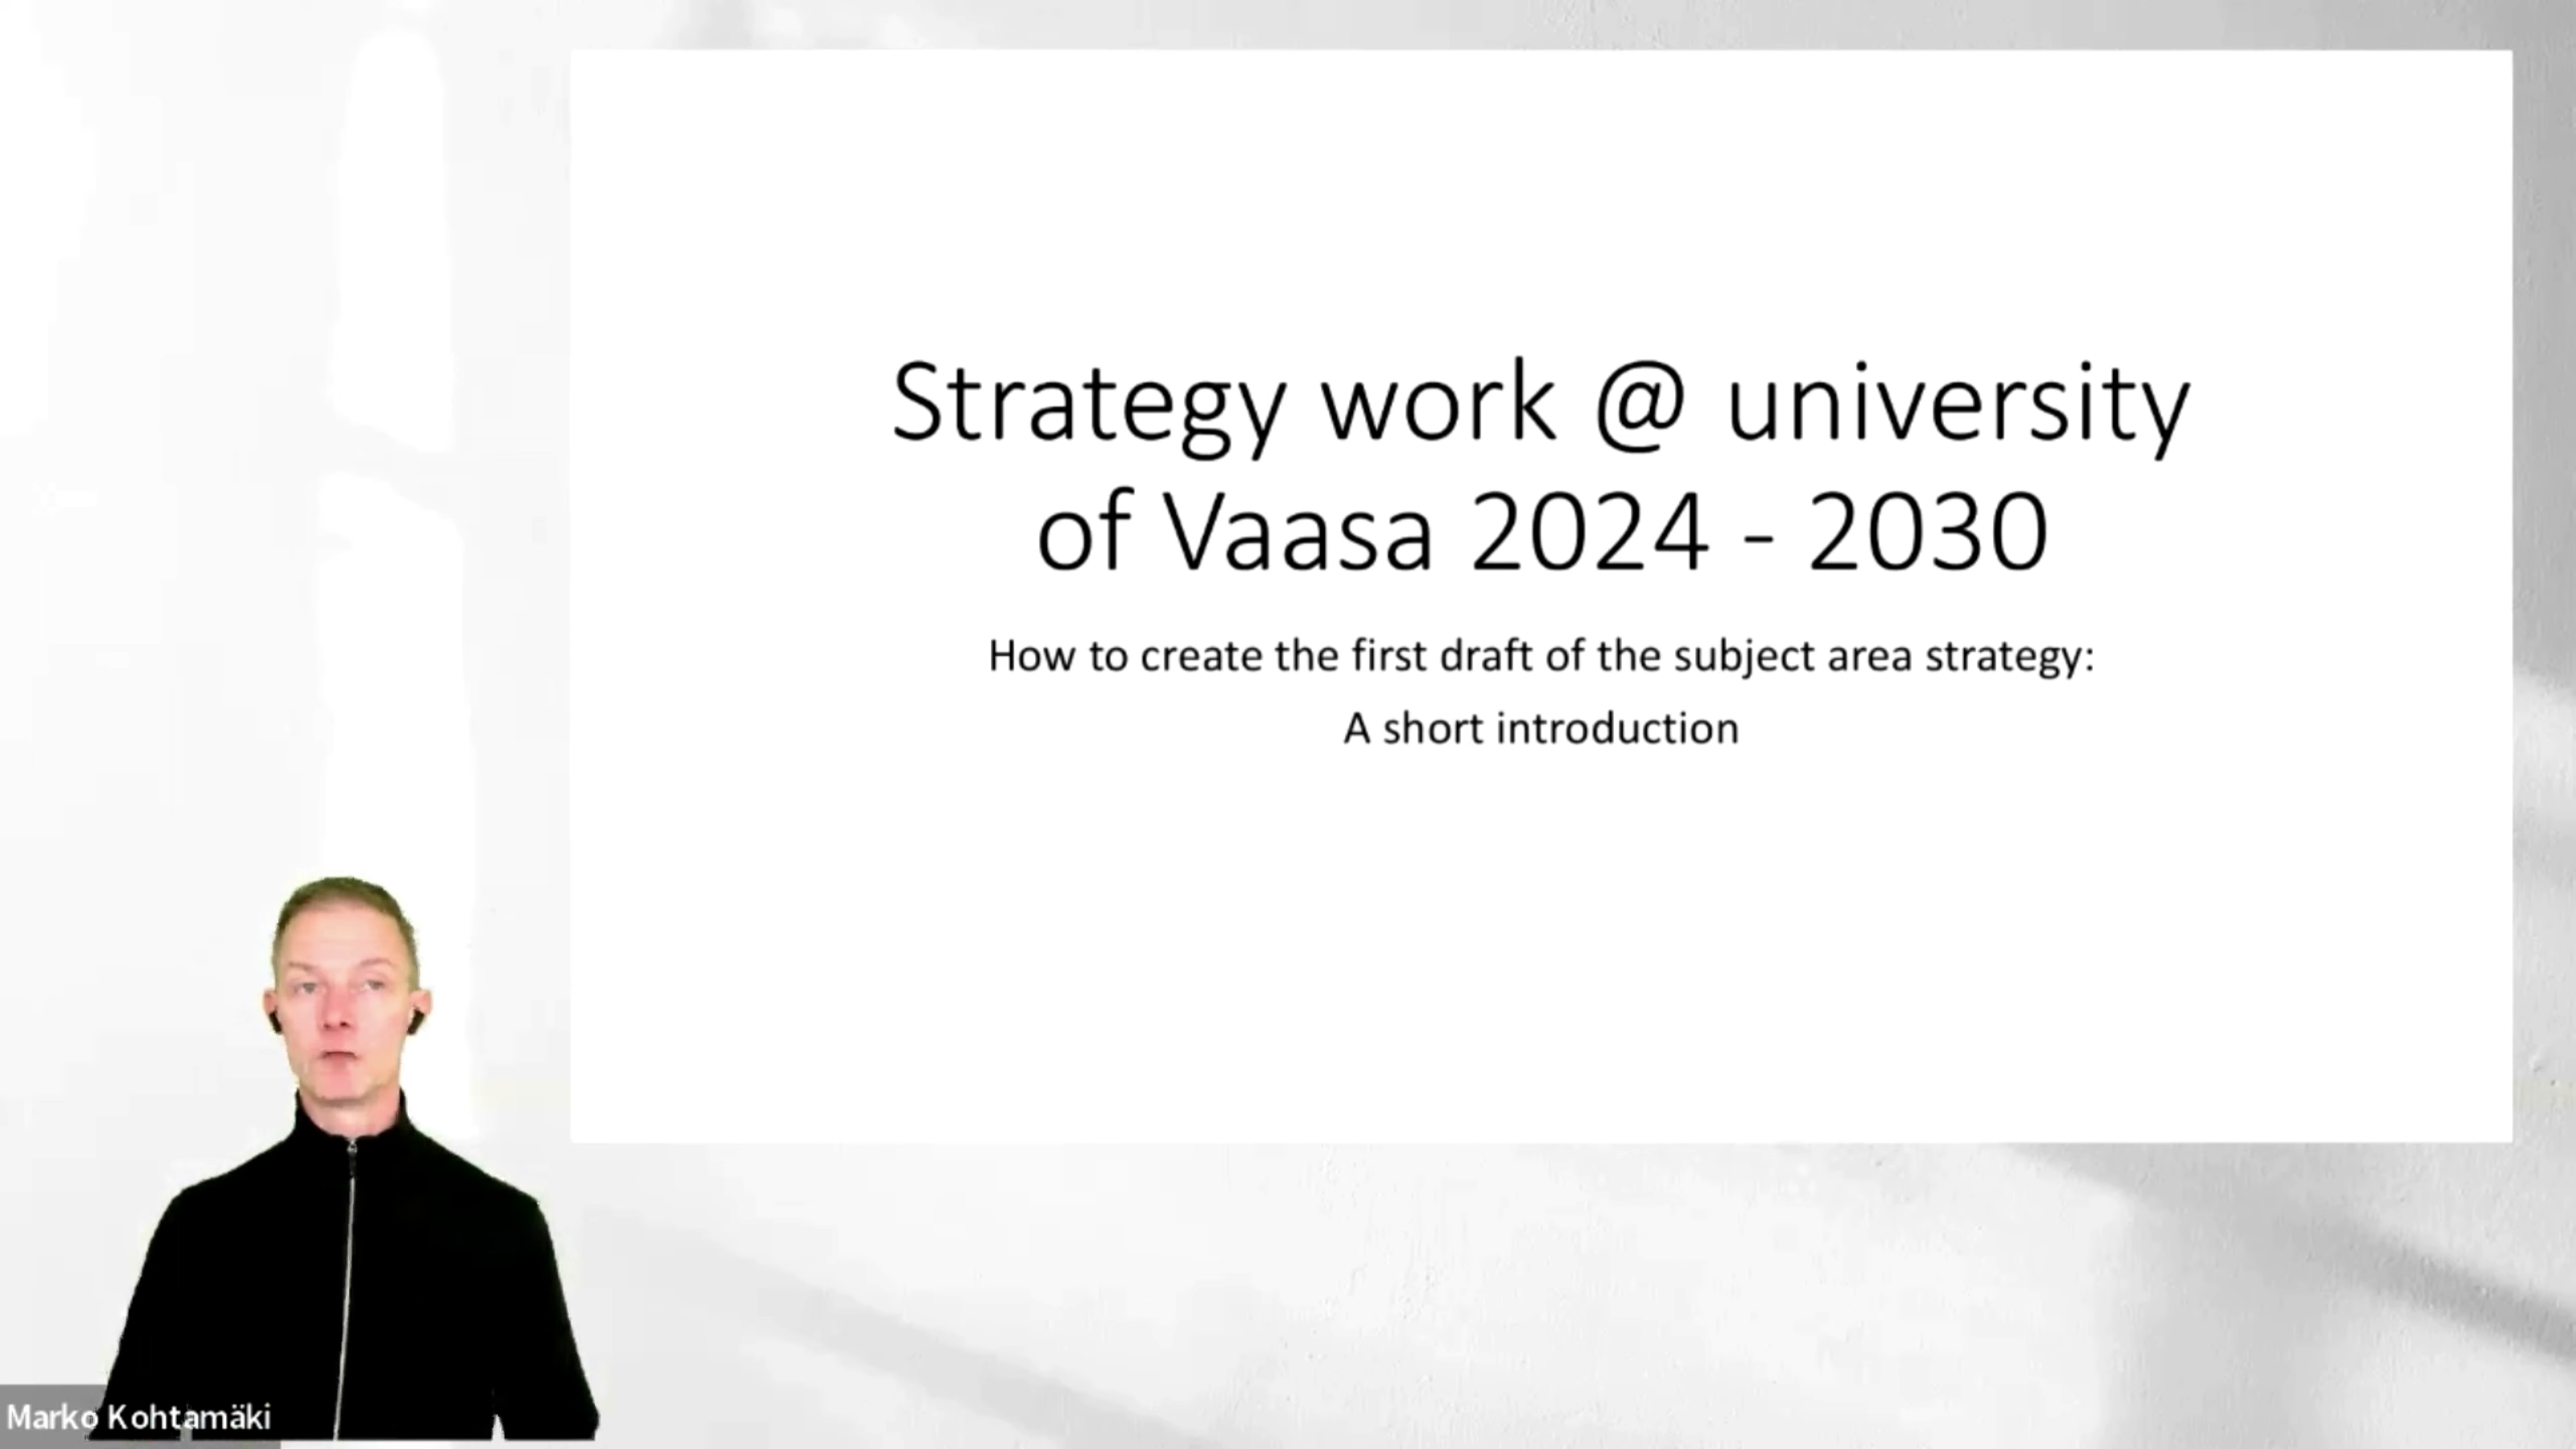 Strategy work @ university
of Vaasa 2024 - 2030
How to create the first draft of the subject area strategy:
A short introduction
Marko Kohtamäki